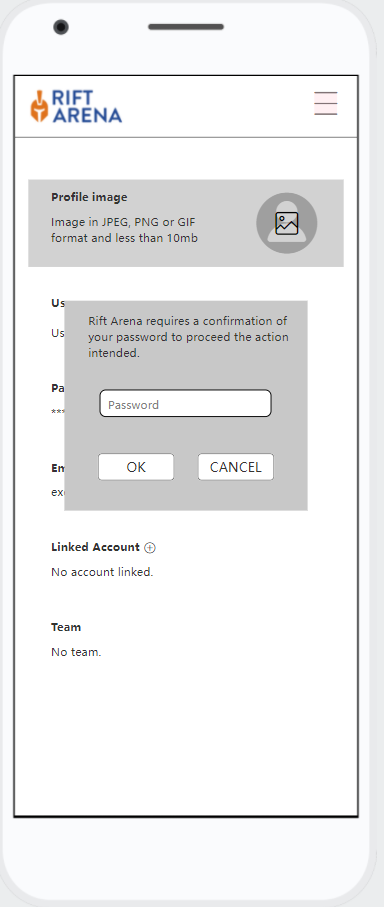 RIFT
ARENA
Profile image
Image in JPEG, PNG or GIF
format and less than 10mb
Us
Us
Rift Arena requires a confirmation of
your password to proceed the action
intended.
Pa
***
Password
Em
OK
CANCEL
ex
Linked Account
No account linked.
Team
No team.